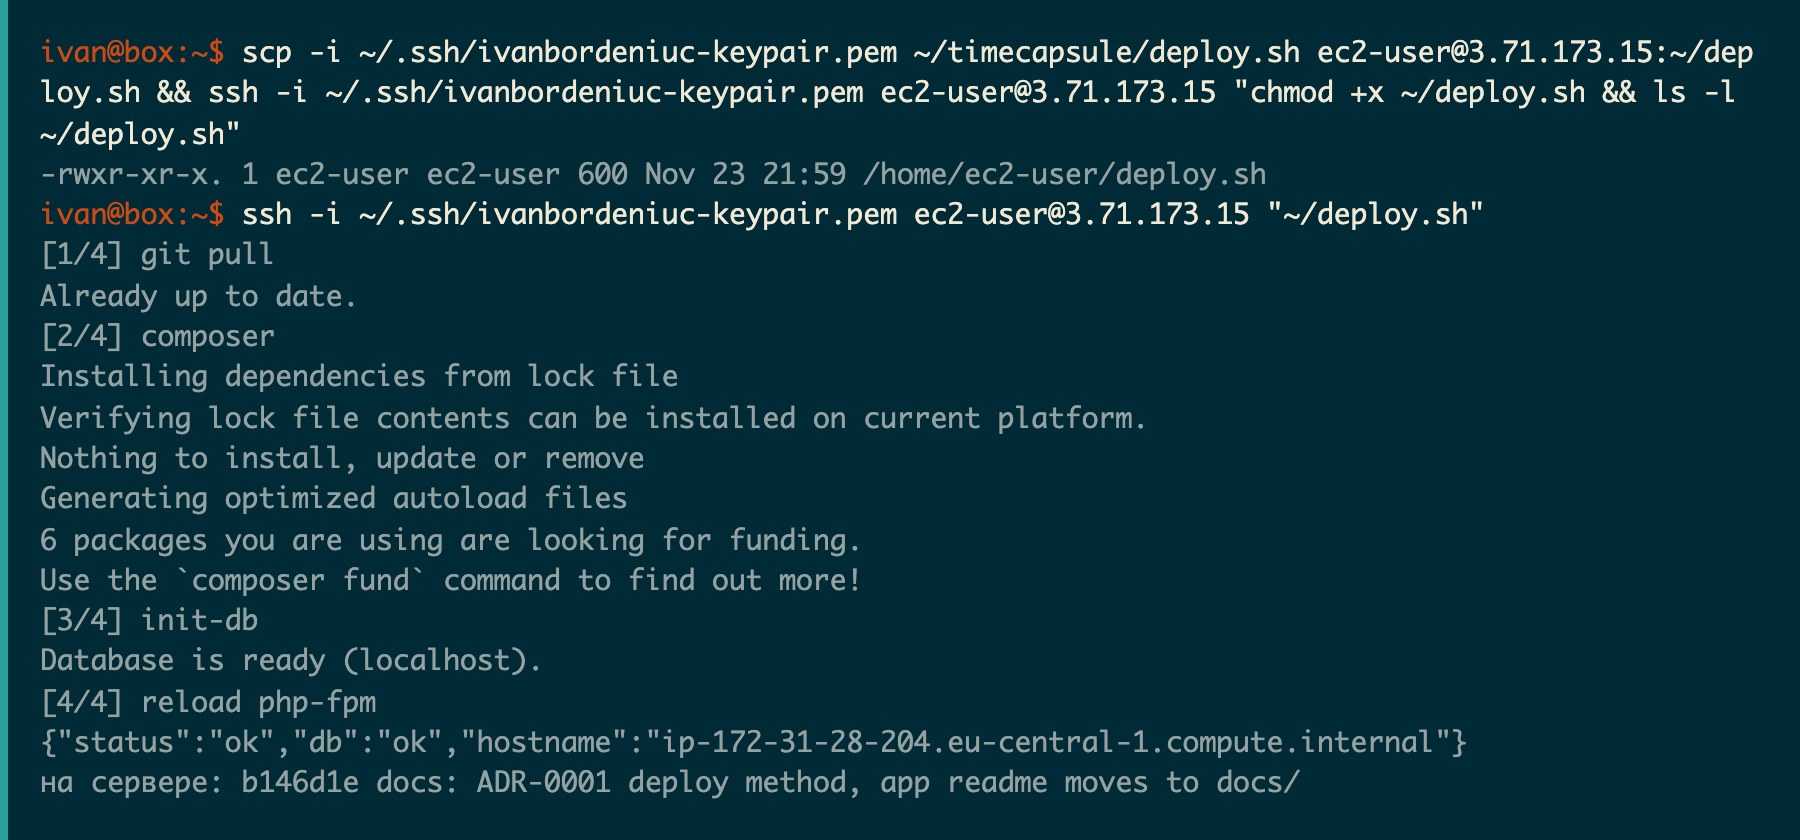 ivan@box:~$ scp -i ~/.ssh/ivanbordeniuc-keypair.pem ~/timecapsule/deploy.sh ec2-user@3.71.173.15:~/dep
loy.sh && ssh -i ~/.ssh/ivanbordeniuc-keypair.pem ec2-user@3.71.173.15 "chmod +x ~/deploy.sh && ls -l
~/deploy.sh"
-rwxr-xr-x. 1 ec2-user ec2-user 600 Nov 23 21:59 /home/ec2-user/deploy.sh
ivan@box:~$ ssh -i ~/.ssh/ivanbordeniuc-keypair.pem ec2-user@3.71.173.15 "~/deploy.sh"
[1/4] git pull
Already up to date.
[2/4] composer
Installing dependencies from lock file
Verifying lock file contents can be installed on current platform.
Nothing to install, update or remove
Generating optimized autoload files
6 packages you are using are looking for funding.
Use the `composer fund` command to find out more!
[3/4] init-db
Database is ready (localhost).
[4/4] reload php-fpm
{"status":"ok","db":"ok","hostname":"ip-172-31-28-204.eu-central-1.compute.internal"}
на сервере: b146d1e docs: ADR-0001 deploy method, app readme moves to docs/